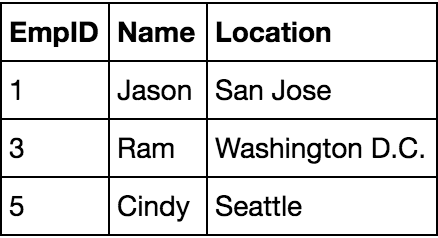 EmpID Name Location
1 Jason San Jose
3 Ram Washington D.C.
5 Cindy Seattle